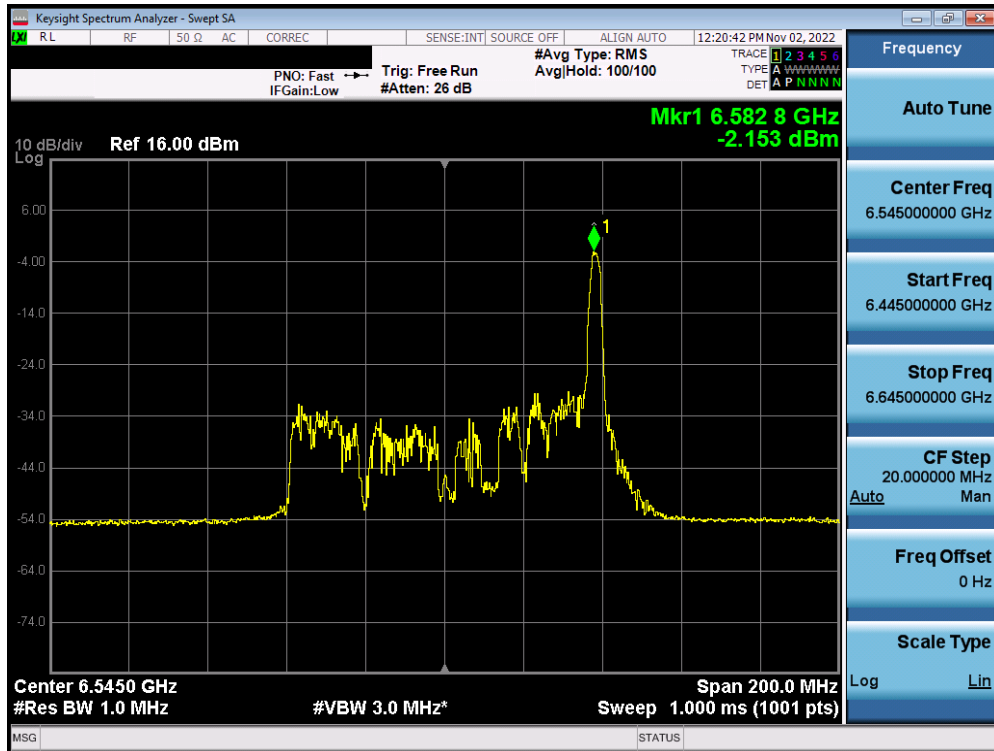 Keysight Spectrum Analyzer - Swept SA
LXI RL RF 50 Ω AC CORREC SENSE:INT SOURCE OFF ALIGN AUTO 12:20:42 PM Nov 02, 2022
PNO: Fast
IFGain:Low
Trig: Free Run
#Atten: 26 dB
#Avg Type: RMS
Avg|Hold: 100/100
TRACE 1 2 3 4 5 6
TYPE A W W W W W
DET A P N N N N
Mkr1 6.582 8 GHz
-2.153 dBm
10 dB/div Ref 16.00 dBm
Log
1
6.00
-4.00
-14.0
-24.0
-34.0
-44.0
-54.0
-64.0
-74.0
Center 6.5450 GHz Span 200.0 MHz
#Res BW 1.0 MHz #VBW 3.0 MHz* Sweep 1.000 ms (1001 pts)
MSG STATUS
Frequency
Auto Tune
Center Freq
6.545000000 GHz
Start Freq
6.445000000 GHz
Stop Freq
6.645000000 GHz
CF Step
20.000000 MHz
Auto Man
Freq Offset
0 Hz
Scale Type
Log Lin